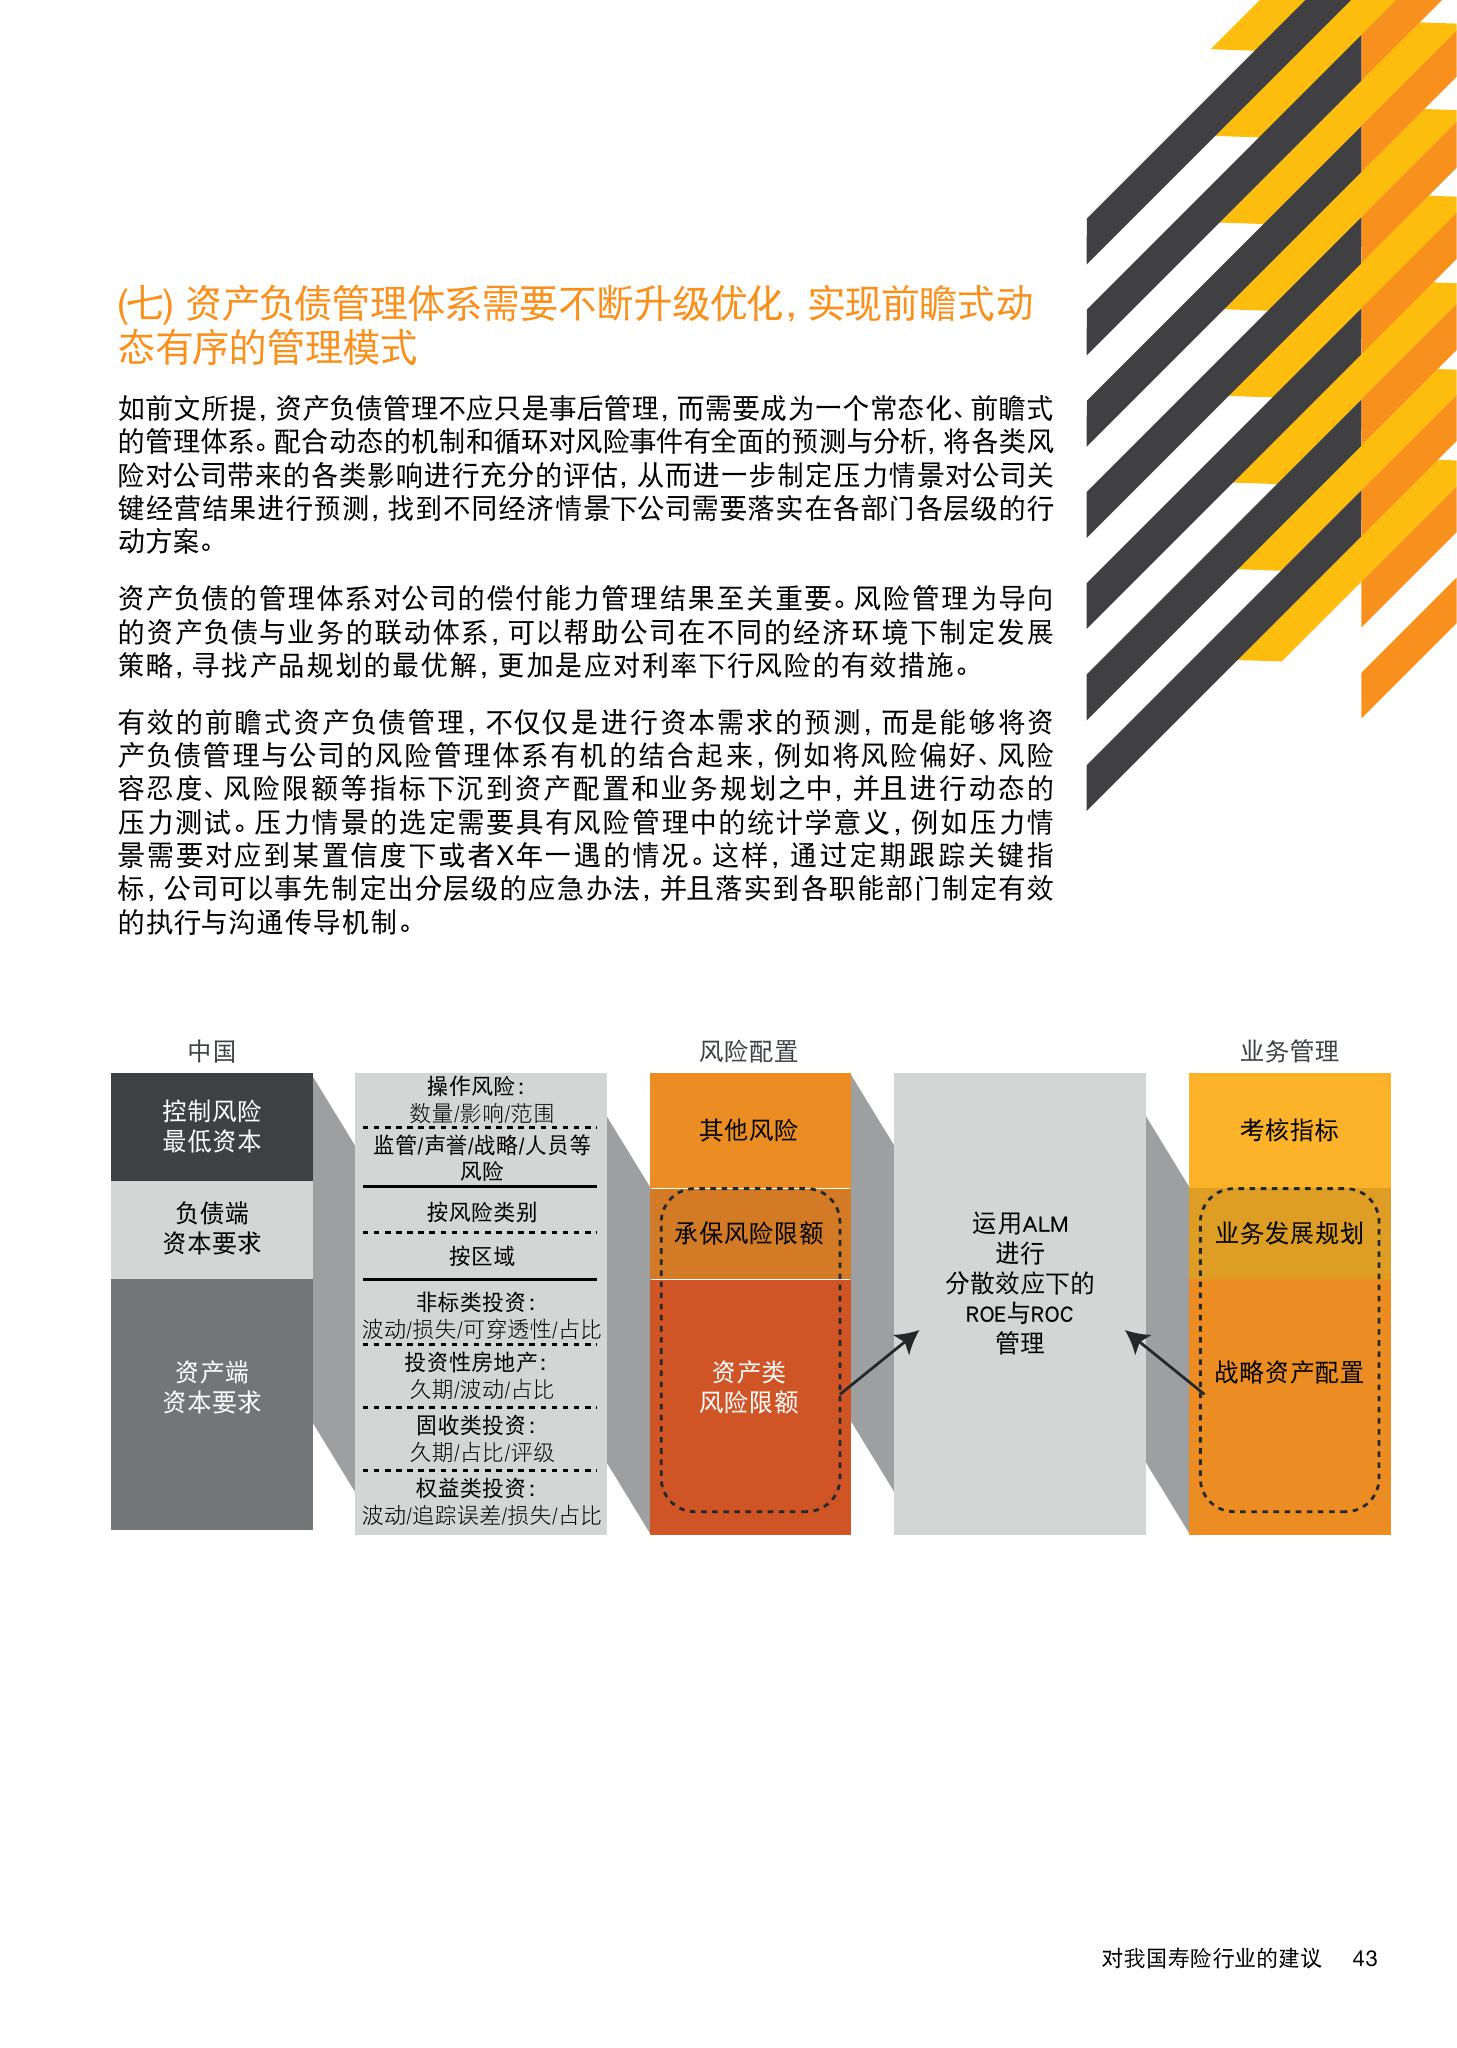 (七) 资产负债管理体系需要不断升级优化，实现前瞻式动
态有序的管理模式
如前文所提，资产负债管理不应只是事后管理，而需要成为一个常态化、前瞻式
的管理体系。配合动态的机制和循环对风险事件有全面的预测与分析，将各类风
险对公司带来的各类影响进行充分的评估，从而进一步制定压力情景对公司关
键经营结果进行预测，找到不同经济情景下公司需要落实在各部门各层级的行
动方案。
资产负债的管理体系对公司的偿付能力管理结果至关重要。风险管理为导向
的资产负债与业务的联动体系，可以帮助公司在不同的经济环境下制定发展
策略，寻找产品规划的最优解，更加是应对利率下行风险的有效措施。
有效的前瞻式资产负债管理，不仅仅是进行资本需求的预测，而是能够将资
产负债管理与公司的风险管理体系有机的结合起来，例如将风险偏好、风险
容忍度、风险限额等指标下沉到资产配置和业务规划之中，并且进行动态的
压力测试。压力情景的选定需要具有风险管理中的统计学意义，例如压力情
景需要对应到某置信度下或者X年一遇的情况。这样，通过定期跟踪关键指
标，公司可以事先制定出分层级的应急办法，并且落实到各职能部门制定有效
的执行与沟通传导机制。
中国
控制风险
最低资本
负债端
资本要求
资产端
资本要求
操作风险：
数量/影响/范围
监管/声誉/战略/人员等
风险
按风险类别
按区域
非标类投资：
波动/损失/可穿透性/占比
投资性房地产：
久期/波动/占比
固收类投资：
久期/占比/评级
权益类投资：
波动/追踪误差/损失/占比
风险配置
其他风险
承保风险限额
资产类
风险限额
运用ALM
进行
分散效应下的
ROE与ROC
管理
业务管理
考核指标
业务发展规划
战略资产配置
对我国寿险行业的建议 43